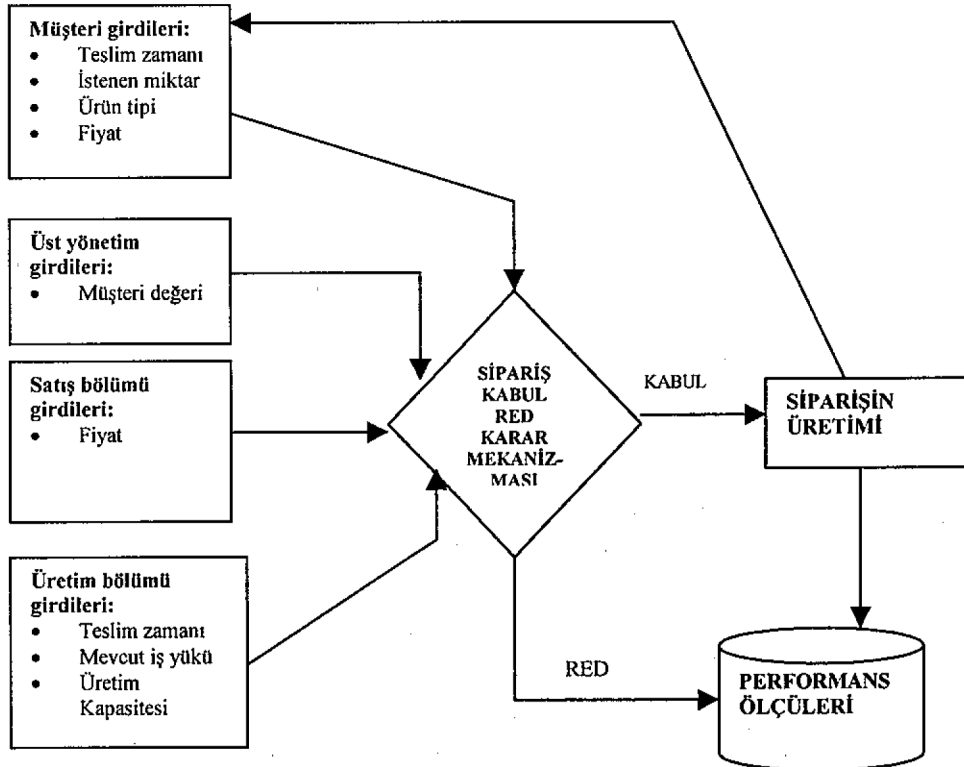 Müşteri girdileri:
• Teslim zamanı
• İstenen miktar
• Ürün tipi
• Fiyat
Üst yönetim
girdileri:
• Müşteri değeri
Satış bölümü
girdileri:
• Fiyat
Üretim bölümü
girdileri:
• Teslim zamanı
• Mevcut iş yükü
• Üretim
Kapasitesi
SİPARİŞ
KABUL
RED
KARAR
MEKANİZ-
MASI
KABUL
SİPARİŞİN
ÜRETİMİ
RED
PERFORMANS
ÖLÇÜLERİ